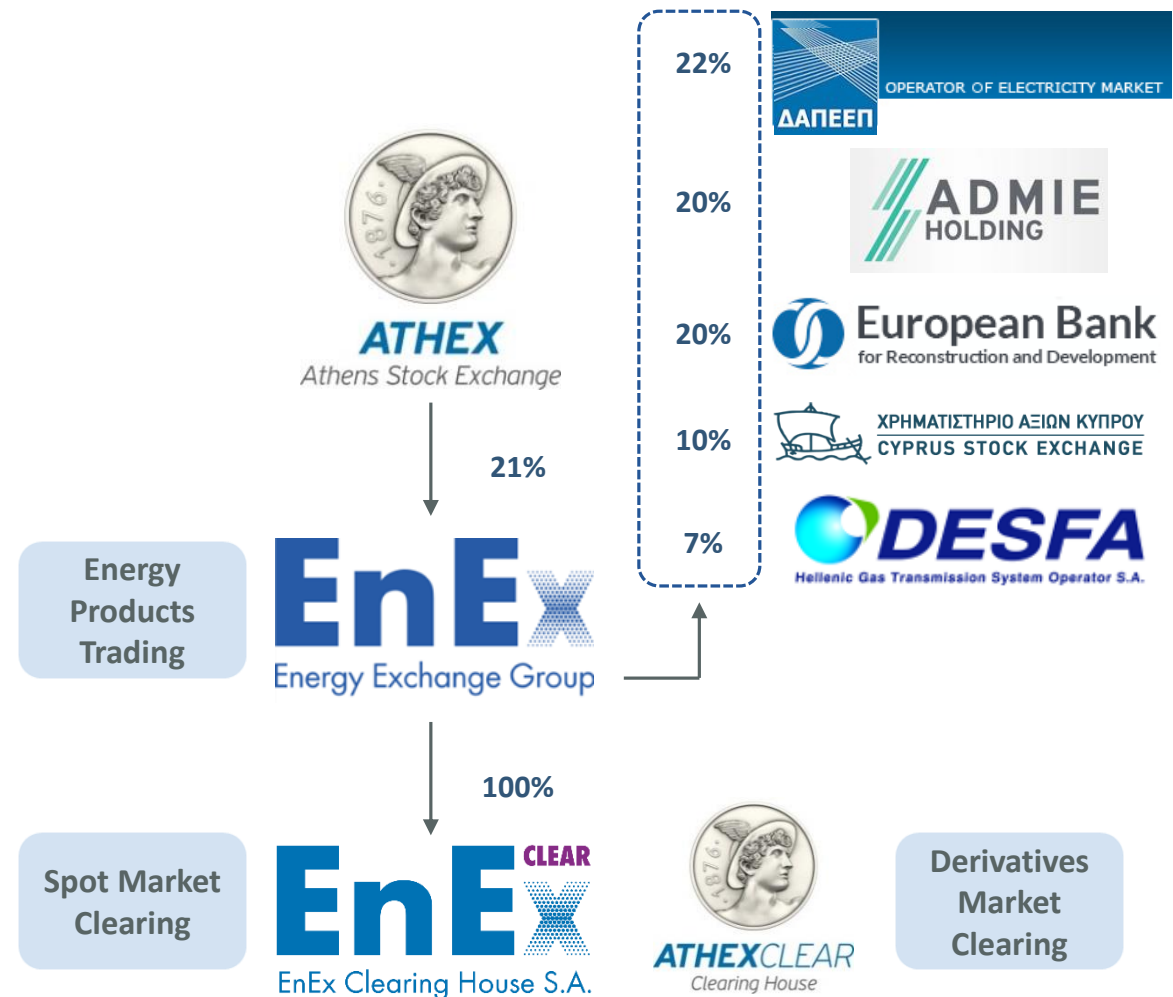 22%
OPERATOR OF ELECTRICITY MARKET
ΔΑΠΕΕΠ
·1876·
ATHEX
Athens Stock Exchange
20%
ADMIE
HOLDING
20%
European Bank
for Reconstruction and Development
10%
ΧΡΗΜΑΤΙΣΤΗΡΙΟ ΑΞΙΩΝ ΚΥΠΡΟΥ
CYPRUS STOCK EXCHANGE
21%
7%
DESFA
Hellenic Gas Transmission System Operator S.A.
Energy
Products
Trading
EnEx
Energy Exchange Group
100%
Spot Market
Clearing
EnEx CLEAR
EnEx Clearing House S.A.
·1876·
ATHEXCLEAR
Clearing House
Derivatives
Market
Clearing